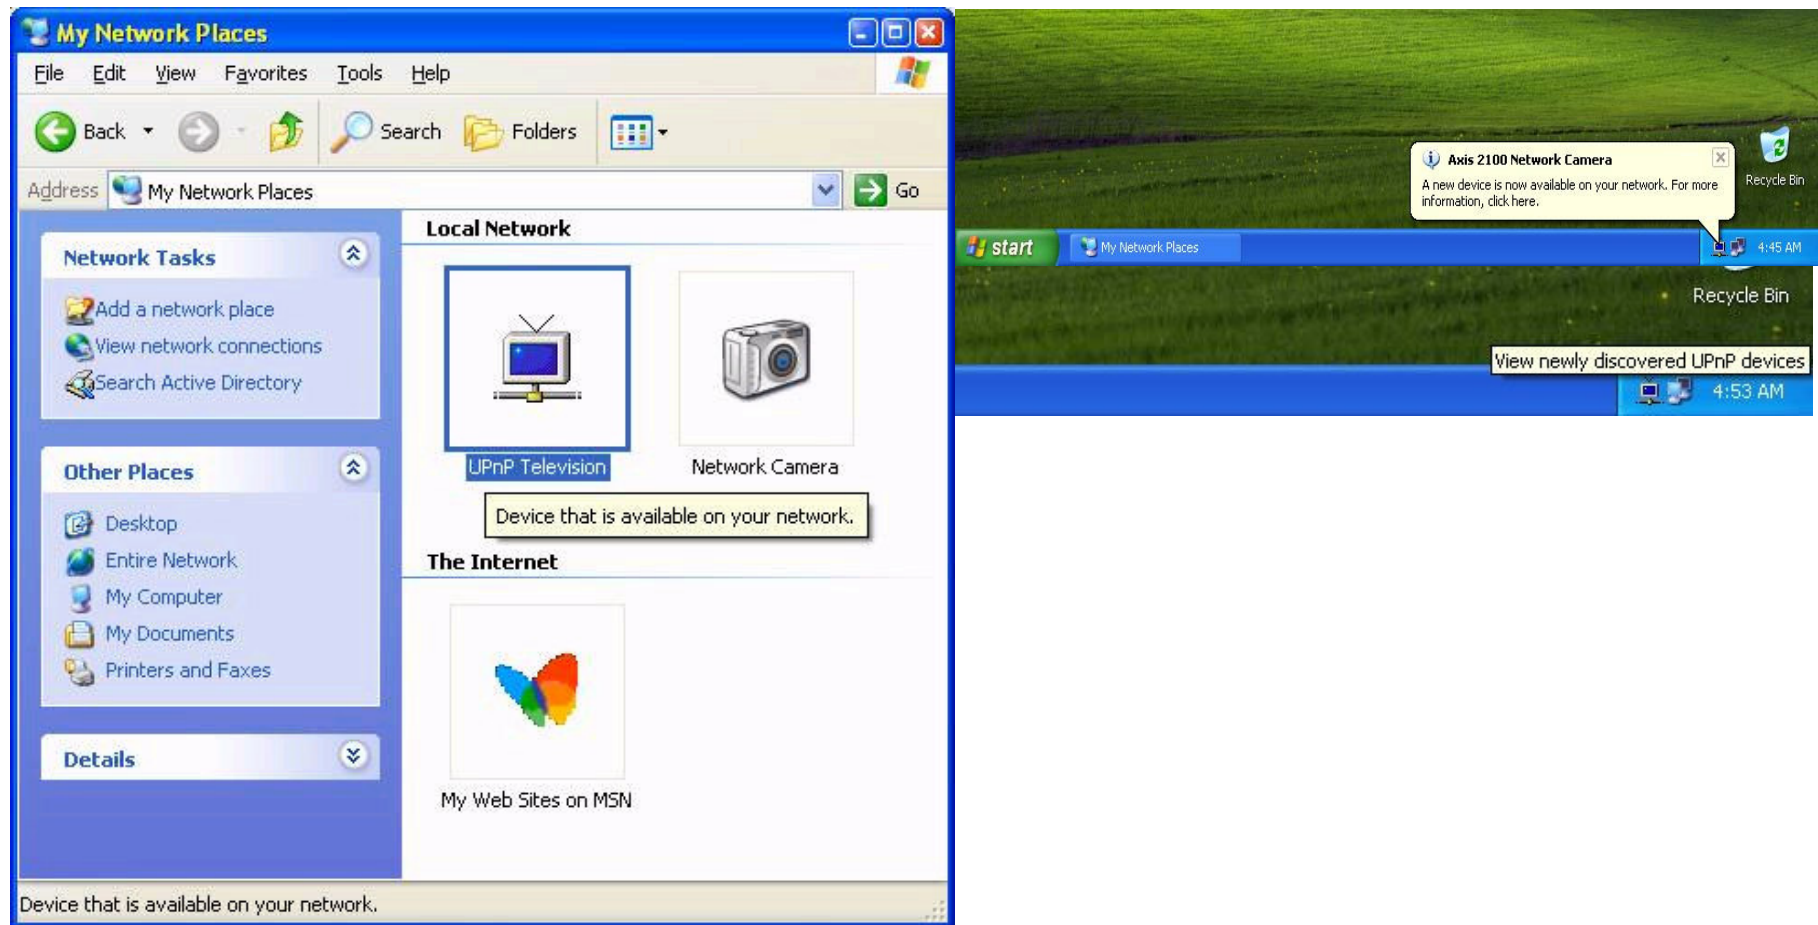 My Network Places
File Edit View Favorites Tools Help
Back Search Folders
Address My Network Places Go
Network Tasks
Add a network place
View network connections
Search Active Directory
Other Places
Desktop
Entire Network
My Computer
My Documents
Printers and Faxes
Details
Local Network
UPnP Television
Network Camera
Device that is available on your network.
The Internet
My Web Sites on MSN
Device that is available on your network.
Axis 2100 Network Camera
A new device is now available on your network. For more
information, click here.
Recycle Bin
start My Network Places 4:45 AM
Recycle Bin
View newly discovered UPnP devices
4:53 AM